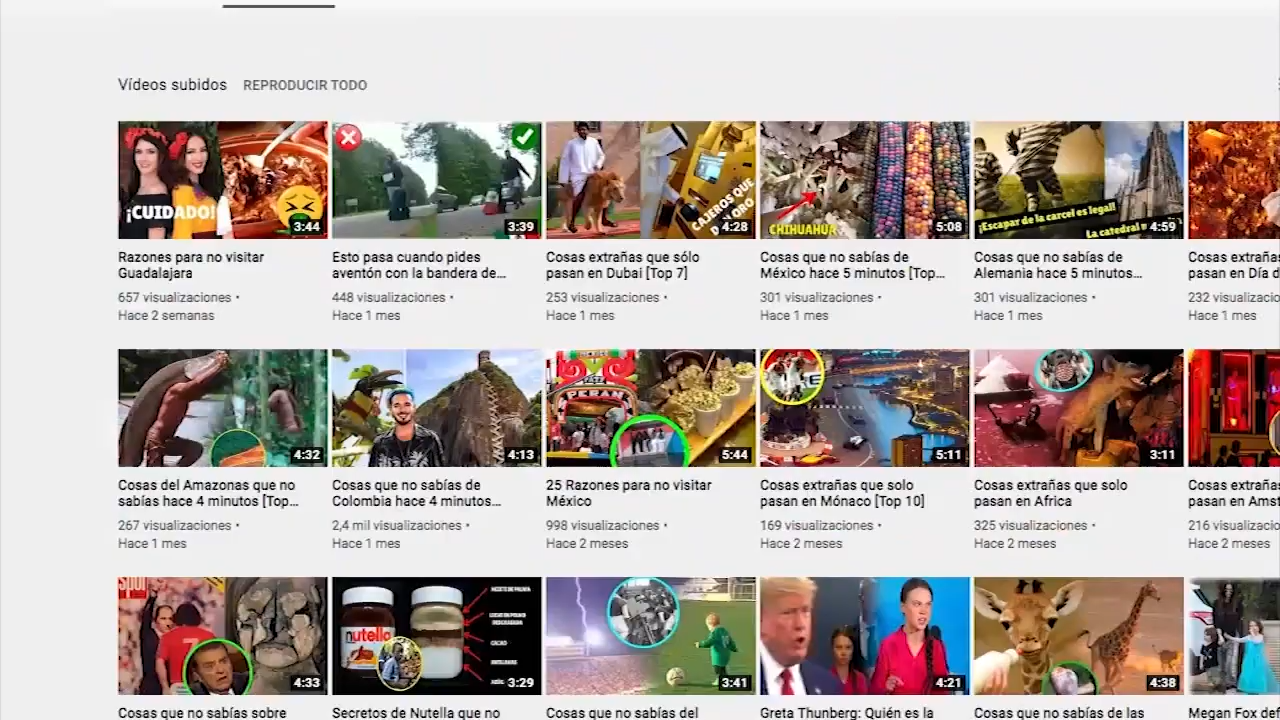 Vídeos subidos REPRODUCIR TODO
¡CUIDADO!
3:44
3:39
CAJEROS QUE
DAN ORO
4:28
CHIHUAHUA
5:08
¡Escapar de la carcel es legal!
La catedral
4:59
Razones para no visitar
Guadalajara
657 visualizaciones •
Hace 2 semanas
Esto pasa cuando pides
aventón con la bandera de...
448 visualizaciones •
Hace 1 mes
Cosas extrañas que sólo
pasan en Dubai [Top 7]
253 visualizaciones •
Hace 1 mes
Cosas que no sabías de
México hace 5 minutos [Top...
301 visualizaciones •
Hace 1 mes
Cosas que no sabías de
Alemania hace 5 minutos...
301 visualizaciones •
Hace 1 mes
Cosas extrañas
pasan en Día d
232 visualizacio
Hace 1 mes
4:32
4:13
5:44
5:11
3:11
Cosas del Amazonas que no
sabías hace 4 minutos [Top...
267 visualizaciones •
Hace 1 mes
Cosas que no sabías de
Colombia hace 4 minutos...
2,4 mil visualizaciones •
Hace 1 mes
25 Razones para no visitar
México
998 visualizaciones •
Hace 2 meses
Cosas extrañas que solo
pasan en Mónaco [Top 10]
169 visualizaciones •
Hace 2 meses
Cosas extrañas que solo
pasan en Africa
325 visualizaciones •
Hace 2 meses
Cosas extrañas
pasan en Ams
216 visualizacio
Hace 2 meses
4:33
nutella
CACAO
3:29
3:41
4:21
4:38
Cosas que no sabías sobre
Secretos de Nutella que no
Cosas que no sabías del
Greta Thunberg: Quién es la
Cosas que no sabías de las
Megan Fox def